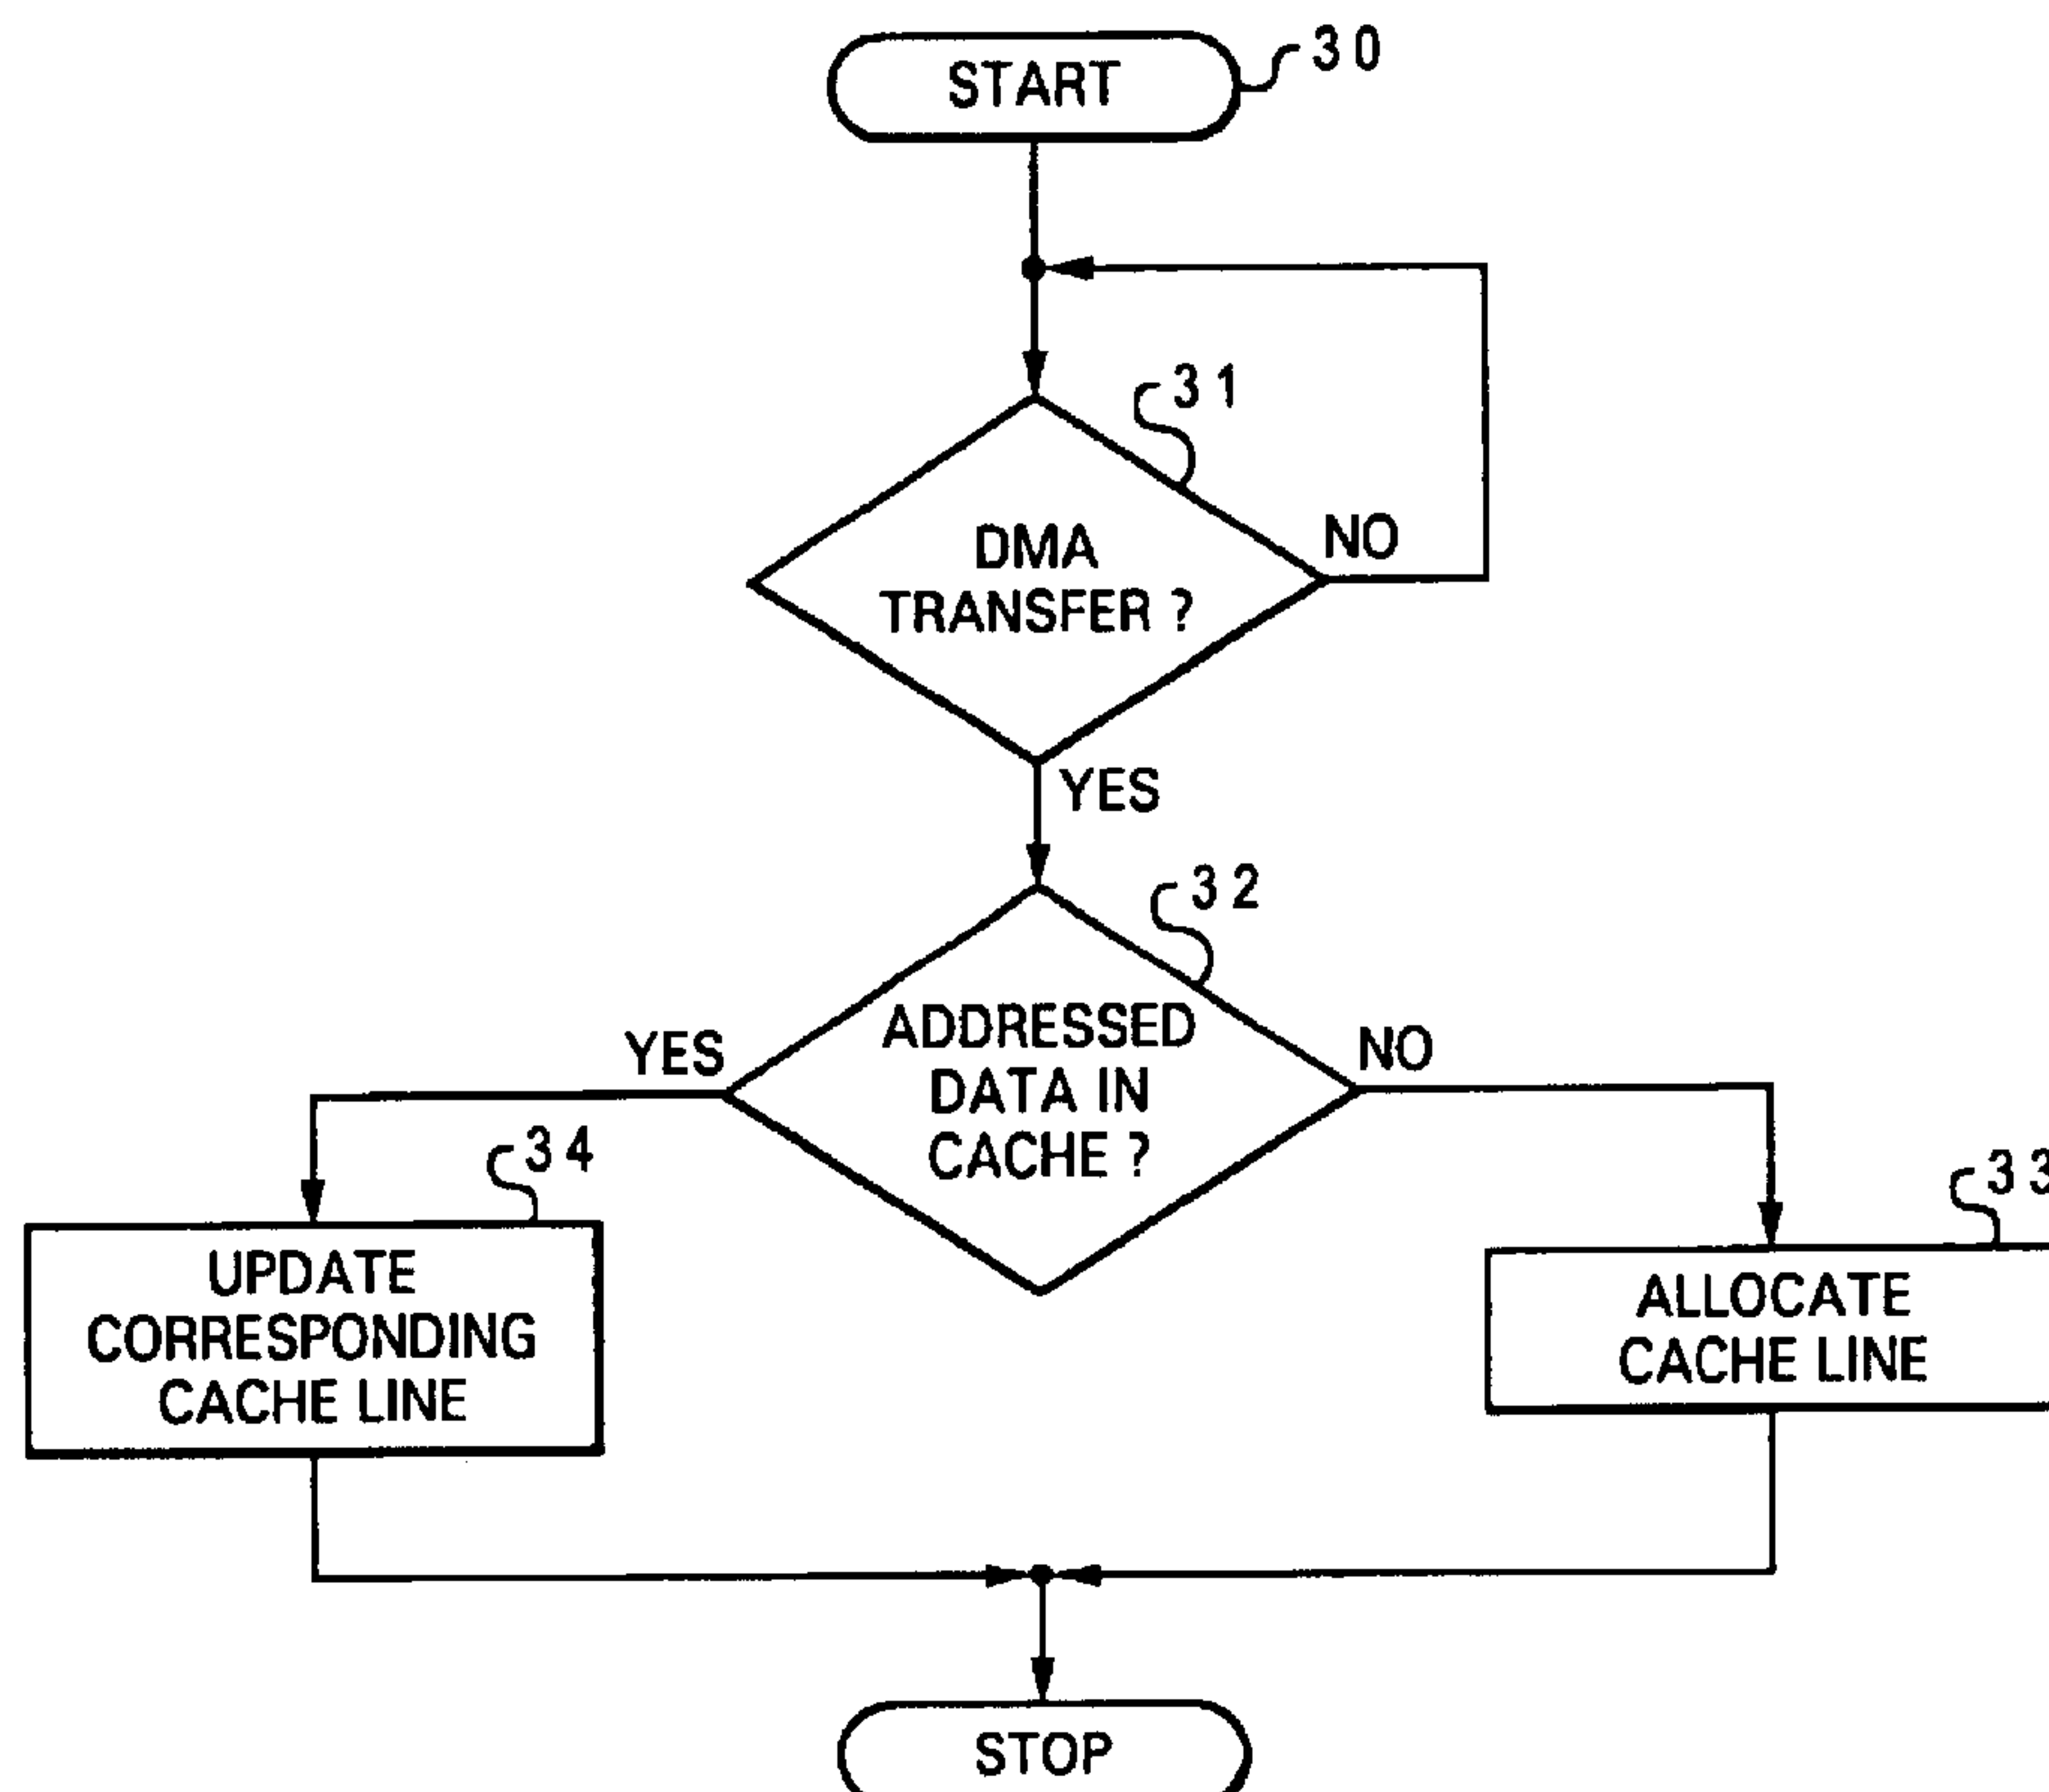 START
30
31
DMA
TRANSFER ?
NO
YES
32
ADDRESSED
DATA IN
CACHE ?
YES
NO
34
UPDATE
CORRESPONDING
CACHE LINE
33
ALLOCATE
CACHE LINE
STOP